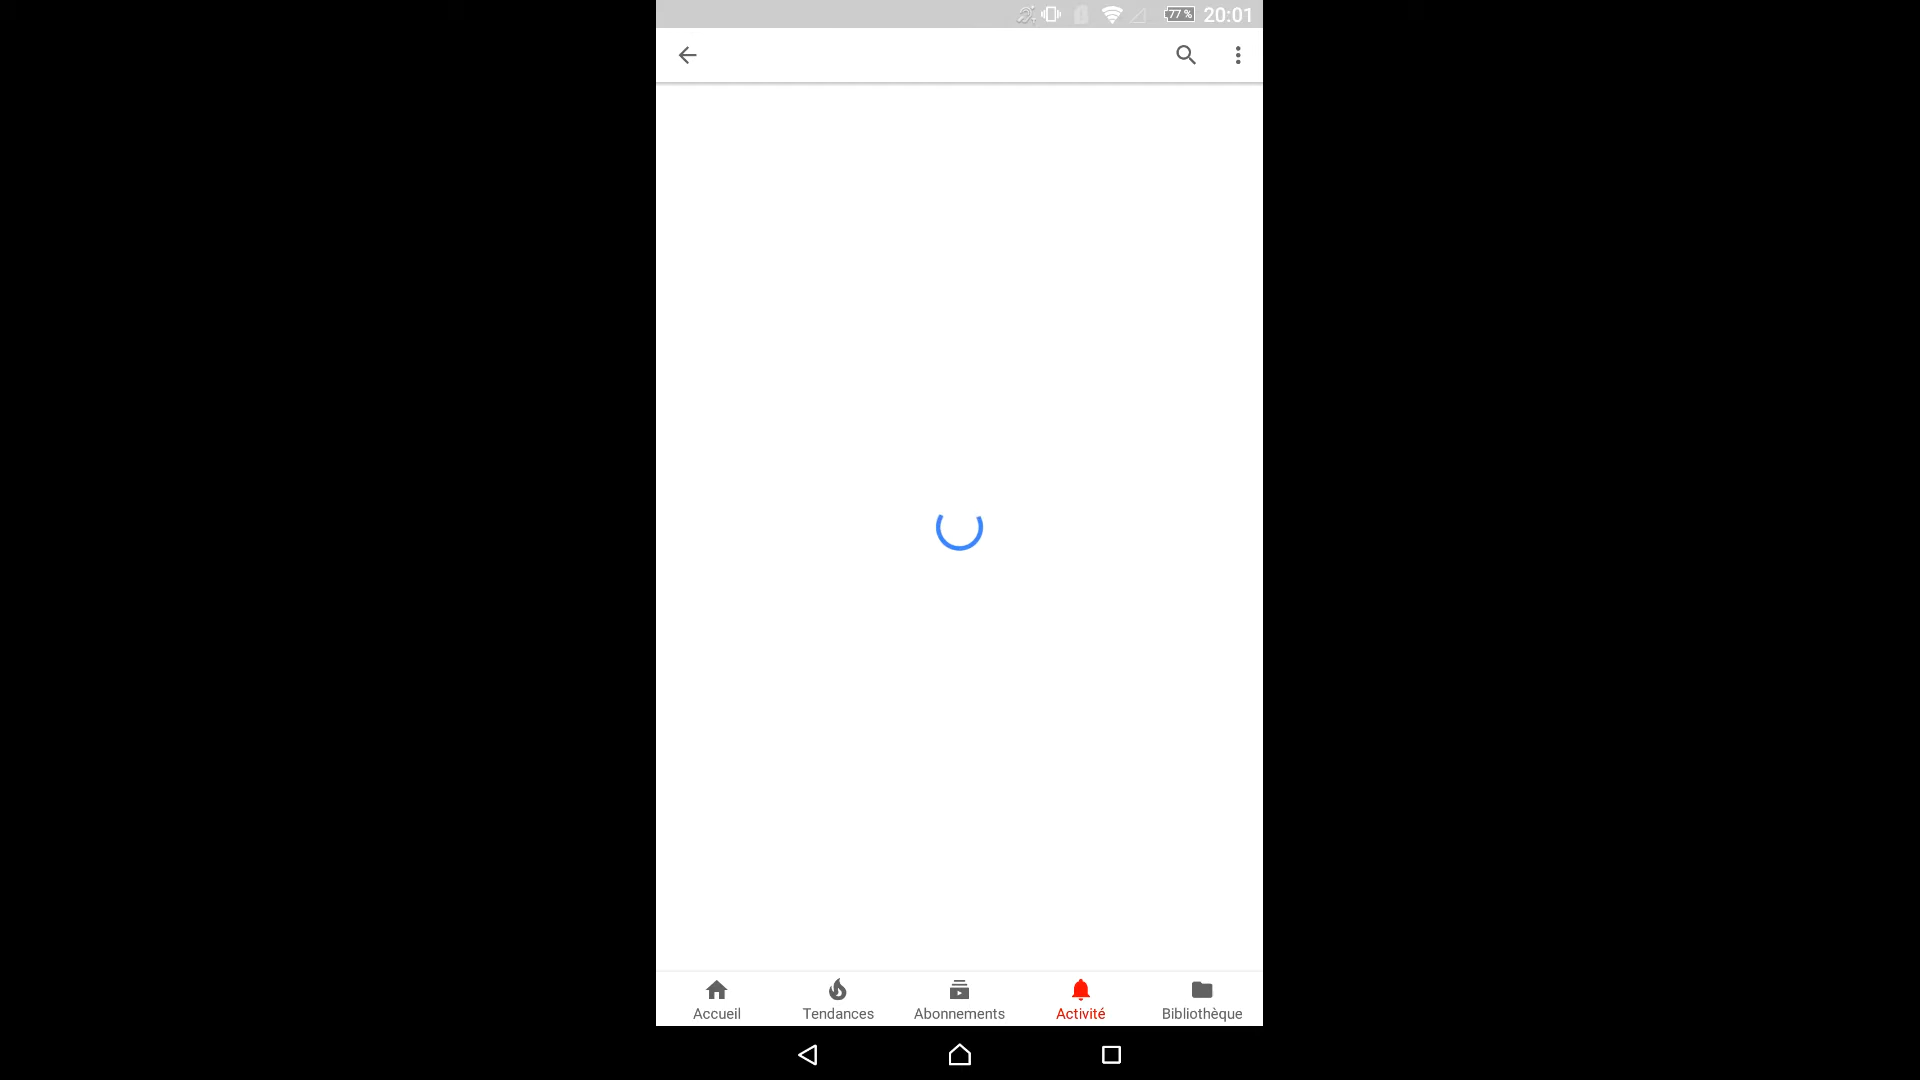 77 %
20:01
Accueil
Tendances
Abonnements
Activité
Bibliothèque